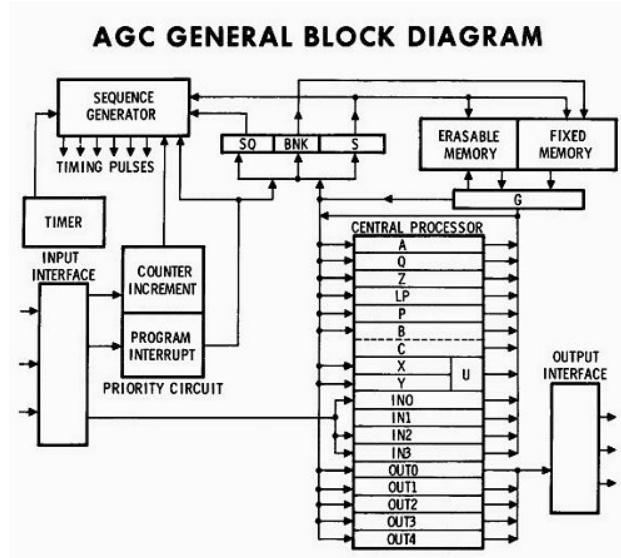 AGC GENERAL BLOCK DIAGRAM
SEQUENCE
GENERATOR
TIMING PULSES
SQ BNK S
ERASABLE
MEMORY
FIXED
MEMORY
G
TIMER
INPUT
INTERFACE
COUNTER
INCREMENT
PROGRAM
INTERRUPT
PRIORITY CIRCUIT
CENTRAL PROCESSOR
A
Q
Z
LP
P
B
C
X
Y
U
IN0
IN1
IN2
IN3
OUT0
OUT1
OUT2
OUT3
OUT4
OUTPUT
INTERFACE